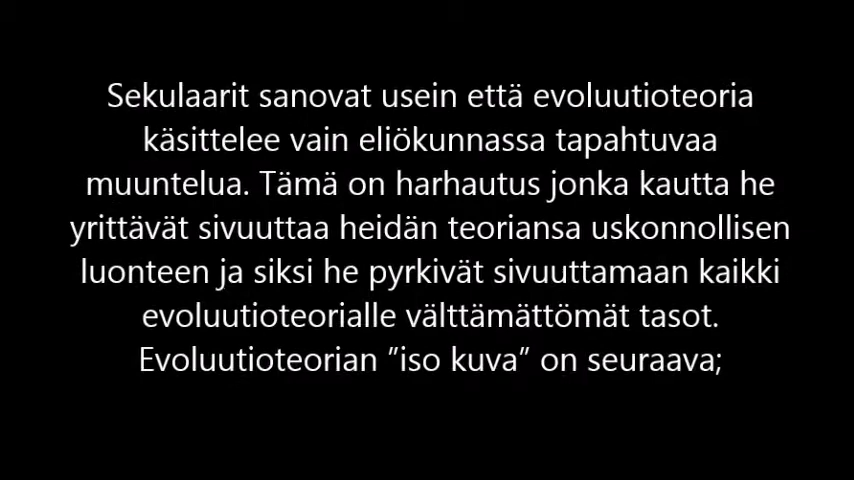 Sekulaarit sanovat usein että evoluutioteoria
käsittelee vain eliökunnassa tapahtuvaa
muuntelua. Tämä on harhautus jonka kautta he
yrittävät sivuuttaa heidän teoriansa uskonnollisen
luonteen ja siksi he pyrkivät sivuuttamaan kaikki
evoluutioteorialle välttämättömät tasot.
Evoluutioteorian ”iso kuva” on seuraava;